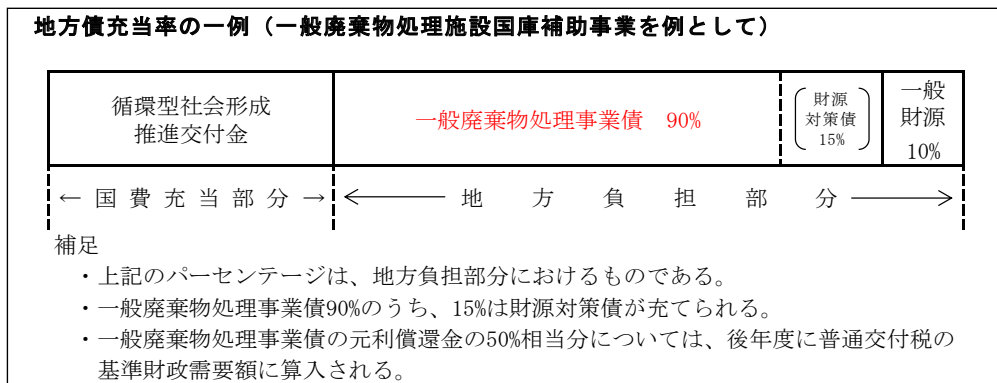 地方債充当率の一例（一般廃棄物処理施設国庫補助事業を例として）
循環型社会形成
推進交付金
一般廃棄物処理事業債　90%
財源
対策債
15%
一般
財源
10%
← 国 費 充 当 部 分 →
← 地 方 負 担 部 分 →
補足
・上記のパーセンテージは、地方負担部分におけるものである。
・一般廃棄物処理事業債90%のうち、15%は財源対策債が充てられる。
・一般廃棄物処理事業債の元利償還金の50%相当分については、後年度に普通交付税の
基準財政需要額に算入される。